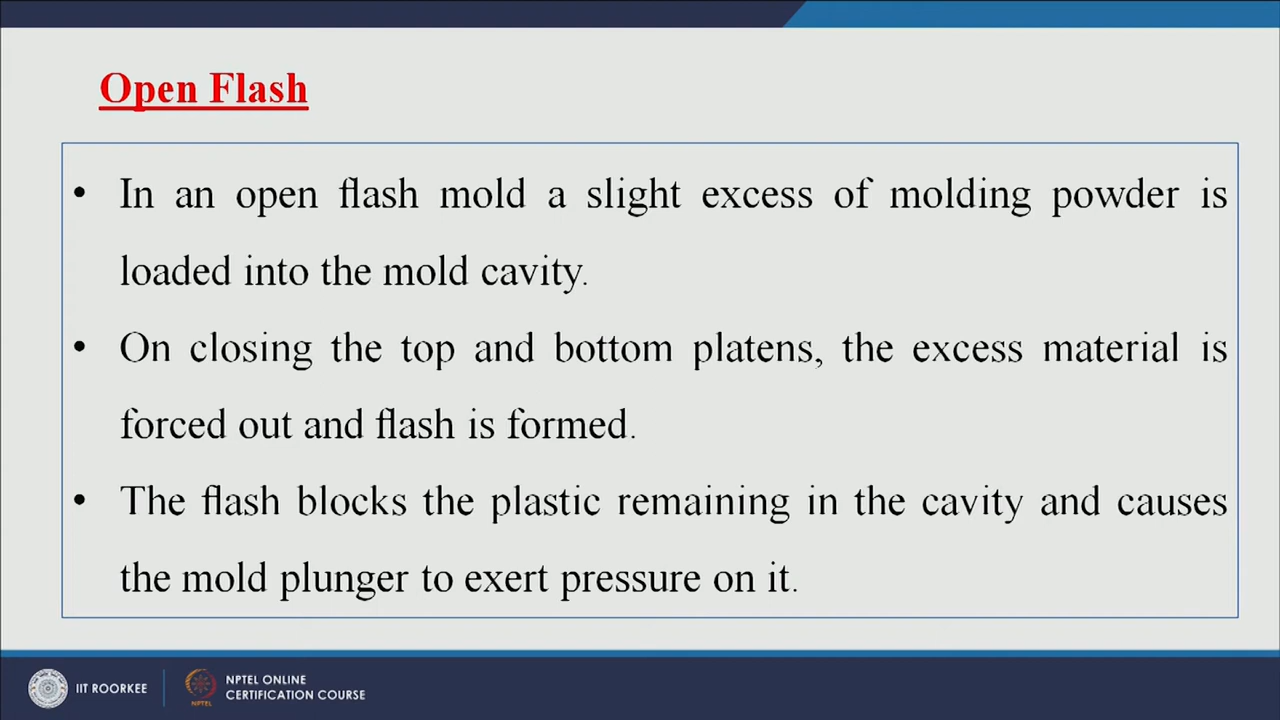 Open Flash
• In an open flash mold a slight excess of molding powder is
loaded into the mold cavity.
• On closing the top and bottom platens, the excess material is
forced out and flash is formed.
• The flash blocks the plastic remaining in the cavity and causes
the mold plunger to exert pressure on it.
IIT ROORKEE
NPTEL
NPTEL ONLINE
CERTIFICATION COURSE